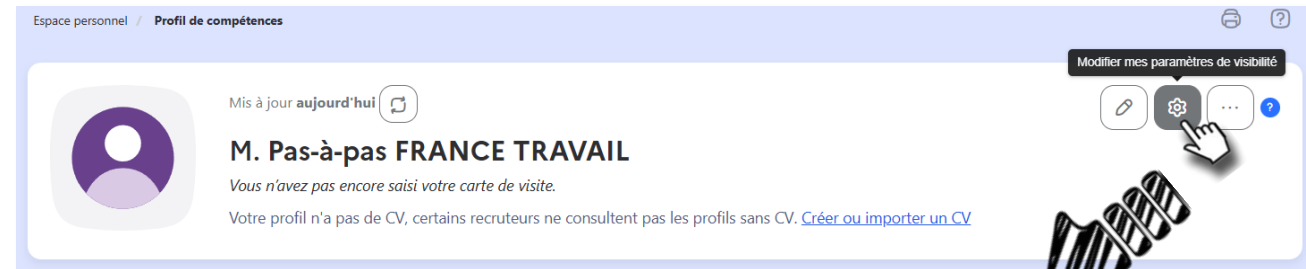 Espace personnel / Profil de compétences
Modifier mes paramètres de visibilité
Mis à jour aujourd'hui
M. Pas-à-pas FRANCE TRAVAIL
Vous n'avez pas encore saisi votre carte de visite.
Votre profil n'a pas de CV, certains recruteurs ne consultent pas les profils sans CV. Créer ou importer un CV